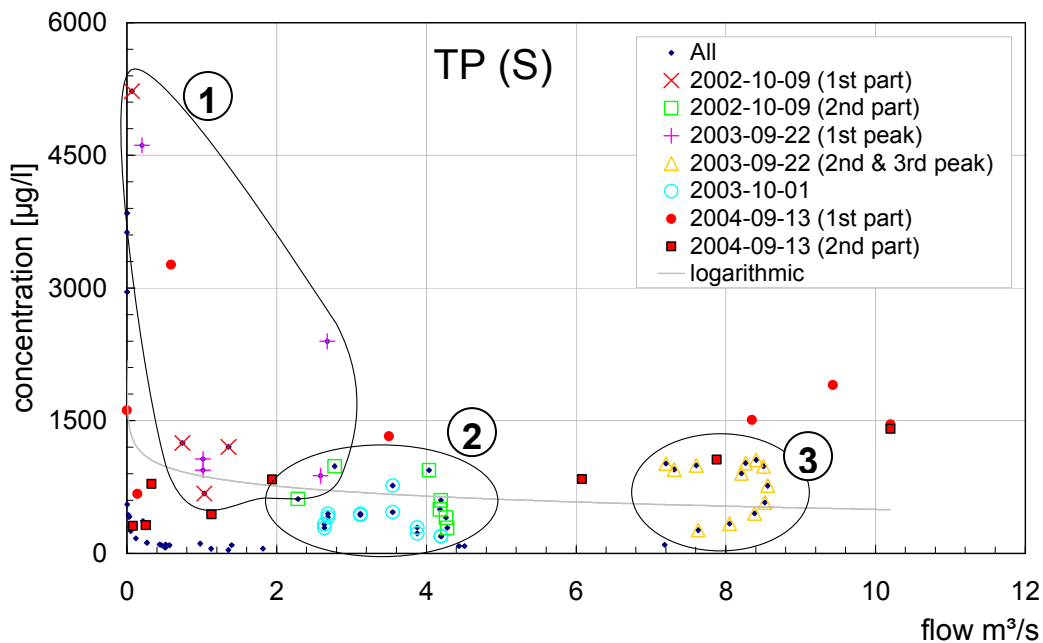 TP (S)
All
2002-10-09 (1st part)
2002-10-09 (2nd part)
2003-09-22 (1st peak)
2003-09-22 (2nd & 3rd peak)
2003-10-01
2004-09-13 (1st part)
2004-09-13 (2nd part)
logarithmic
1
2
3
concentration [µg/l]
6000
4500
3000
1500
0
0 2 4 6 8 10 12
flow m³/s